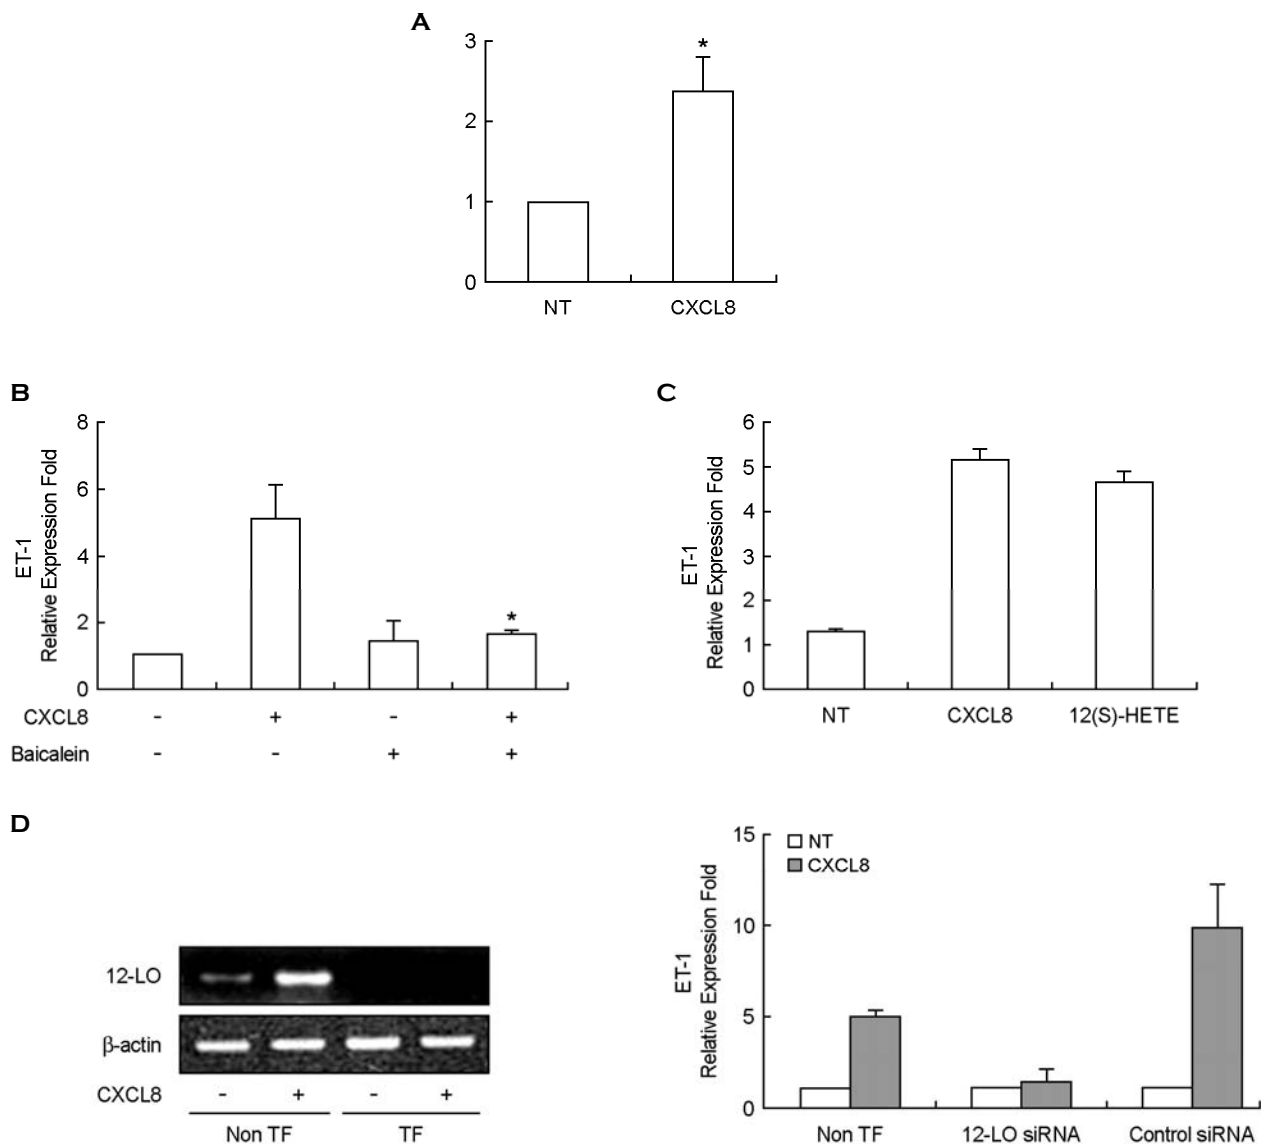 A
3
*
2
1
0
NT CXCL8
B
8
6
4
2
0
ET-1
Relative Expression Fold
*
CXCL8 - + - +
Baicalein - - + +
C
6
5
4
3
2
1
0
ET-1
Relative Expression Fold
NT CXCL8 12(S)-HETE
D
12-LO
β-actin
CXCL8 - + - +
Non TF TF
15
10
5
0
ET-1
Relative Expression Fold
NT
CXCL8
Non TF 12-LO siRNA Control siRNA